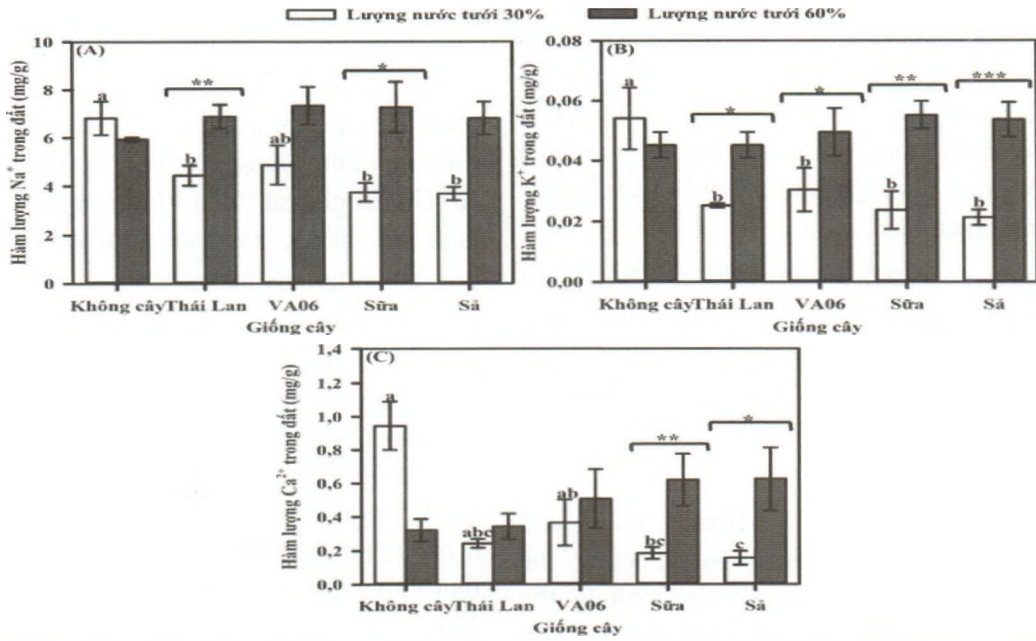 Lượng nước tưới 30% Lượng nước tưới 60%
(A)
Hàm lượng Na⁺ trong đất (mg/g)
10
8
6
4
2
0
a
b
**
ab
b
*
b
Không cây Thái Lan VA06 Sữa Sả
Giống cây
(B)
Hàm lượng K⁺ trong đất (mg/g)
0,08
0,06
0,04
0,02
0,00
a
b
*
b
*
b
**
b
***
Không cây Thái Lan VA06 Sữa Sả
Giống cây
(C)
Hàm lượng Ca²⁺ trong đất (mg/g)
1,4
1,2
1,0
0,8
0,6
0,4
0,2
0,0
a
abc
ab
bc
**
c
*
Không cây Thái Lan VA06 Sữa Sả
Giống cây